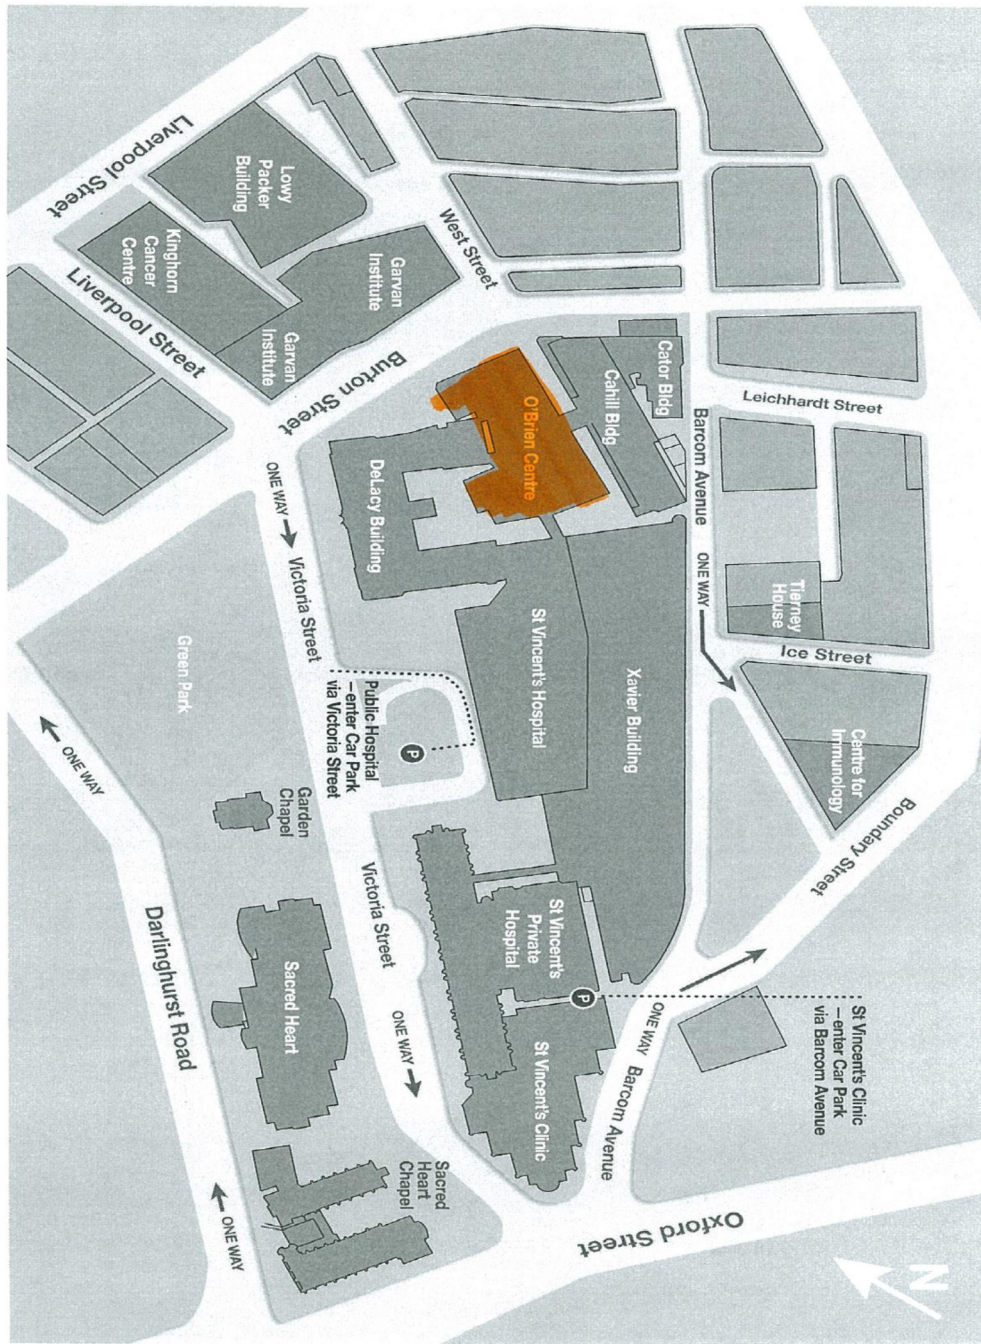 Liverpool Street
Lowy
Packer
Building
Kinghorn
Cancer
Centre
Garvan
Institute
Garvan
Institute
Liverpool Street
West Street
Burton Street
Cator Bldg
Cahill Bldg
O'Brien Centre
DeLacy Building
Leichhardt Street
Barcom Avenue
ONE WAY
Tierney
House
Ice Street
Centre for
Immunology
Boundary Street
ONE WAY
Victoria Street
St Vincent's Hospital
Xavier Building
Green Park
Public Hospital
–enter Car Park
via Victoria Street
P
ONE WAY
Garden
Chapel
Victoria Street
St Vincent's
Private
Hospital
P
St Vincent's Clinic
–enter Car Park
via Barcom Avenue
ONE WAY
Barcom Avenue
St Vincent's Clinic
Darlinghurst Road
Sacred Heart
ONE WAY
Sacred
Heart
Chapel
ONE WAY
Oxford Street
N